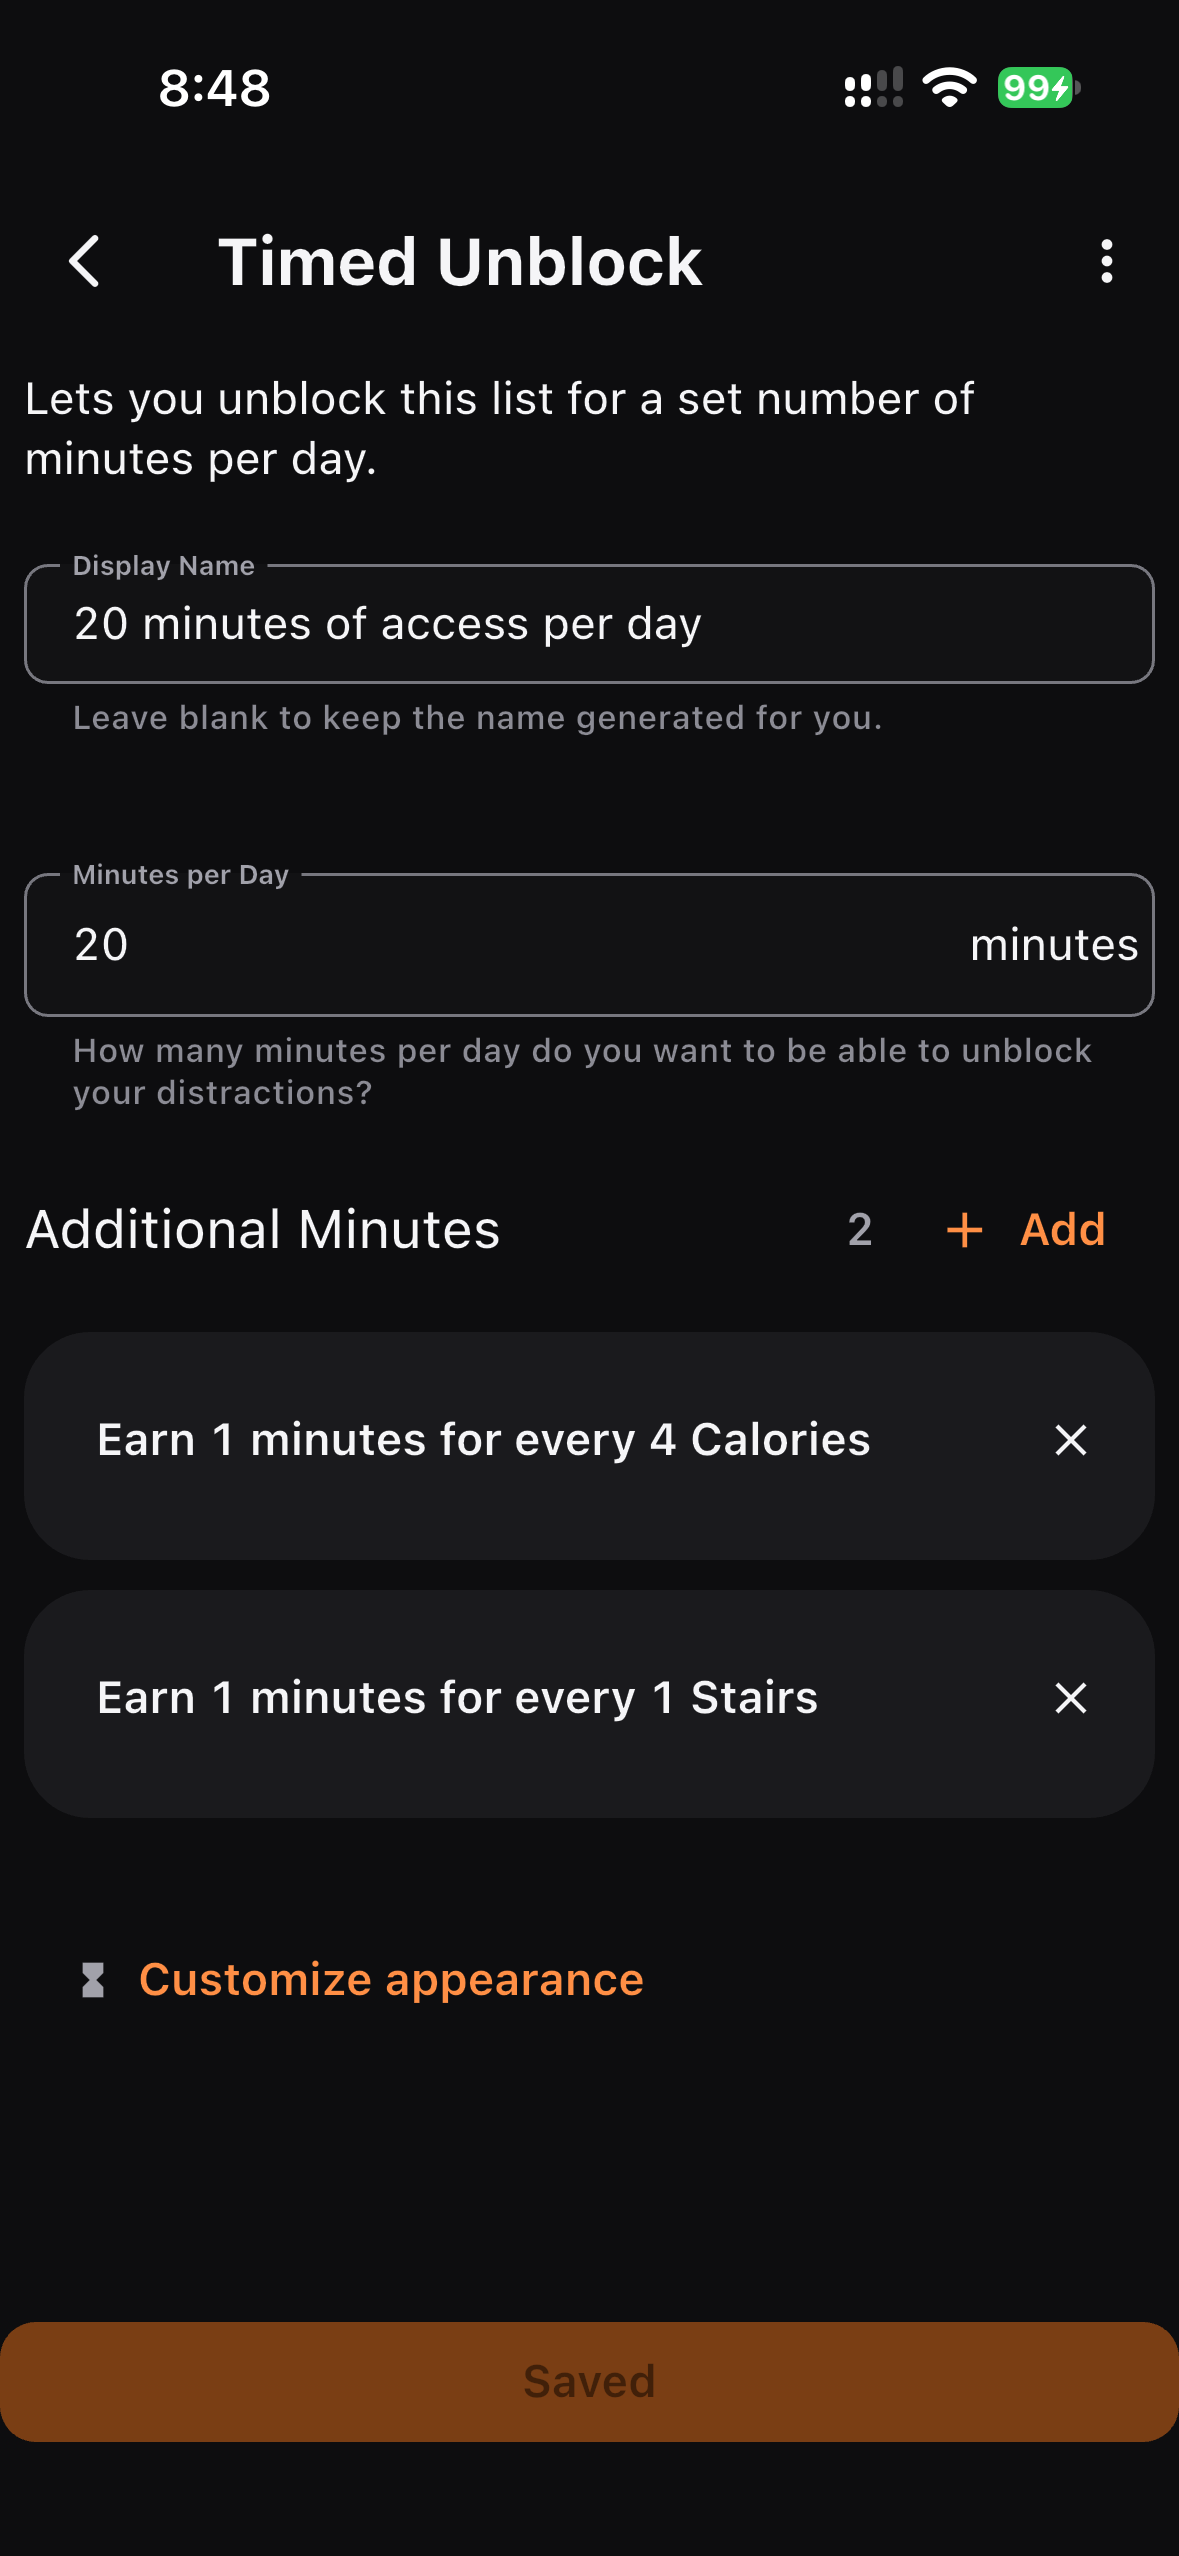 8:48
99
Timed Unblock
Lets you unblock this list for a set number of
minutes per day.
Display Name
20 minutes of access per day
Leave blank to keep the name generated for you.
Minutes per Day
20 minutes
How many minutes per day do you want to be able to unblock
your distractions?
Additional Minutes 2 + Add
Earn 1 minutes for every 4 Calories
Earn 1 minutes for every 1 Stairs
Customize appearance
Saved